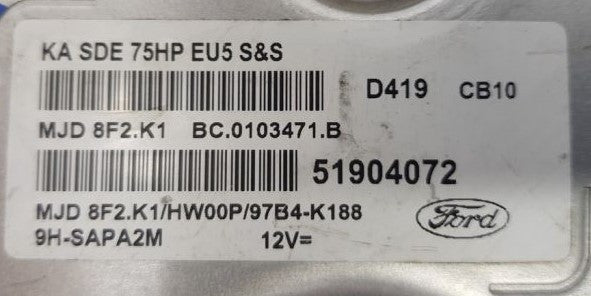 KA SDE 75HP EU5 S&S
D419 CB10
MJD 8F2.K1 BC.0103471.B
51904072
MJD 8F2.K1/HW00P/97B4-K188
Ford
9H-SAPA2M 12V=